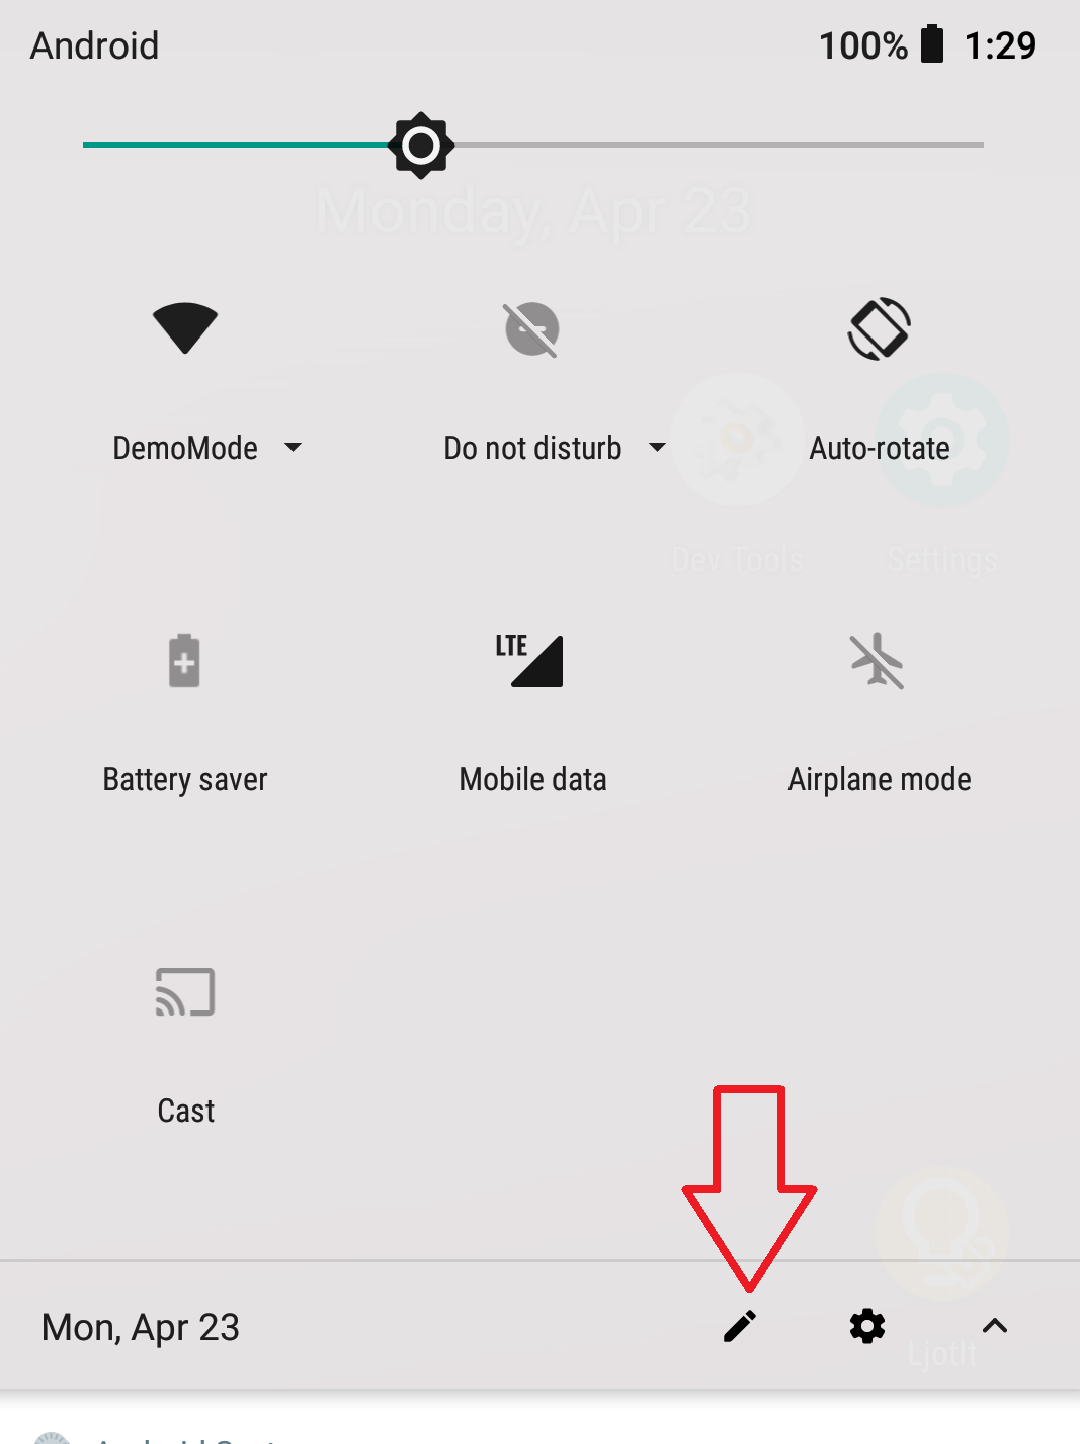 Android 100% 1:29
Monday, Apr 23
DemoMode Do not disturb Auto-rotate
Dev Tools Settings
LTE
Battery saver Mobile data Airplane mode
Cast
Mon, Apr 23
LjotIt